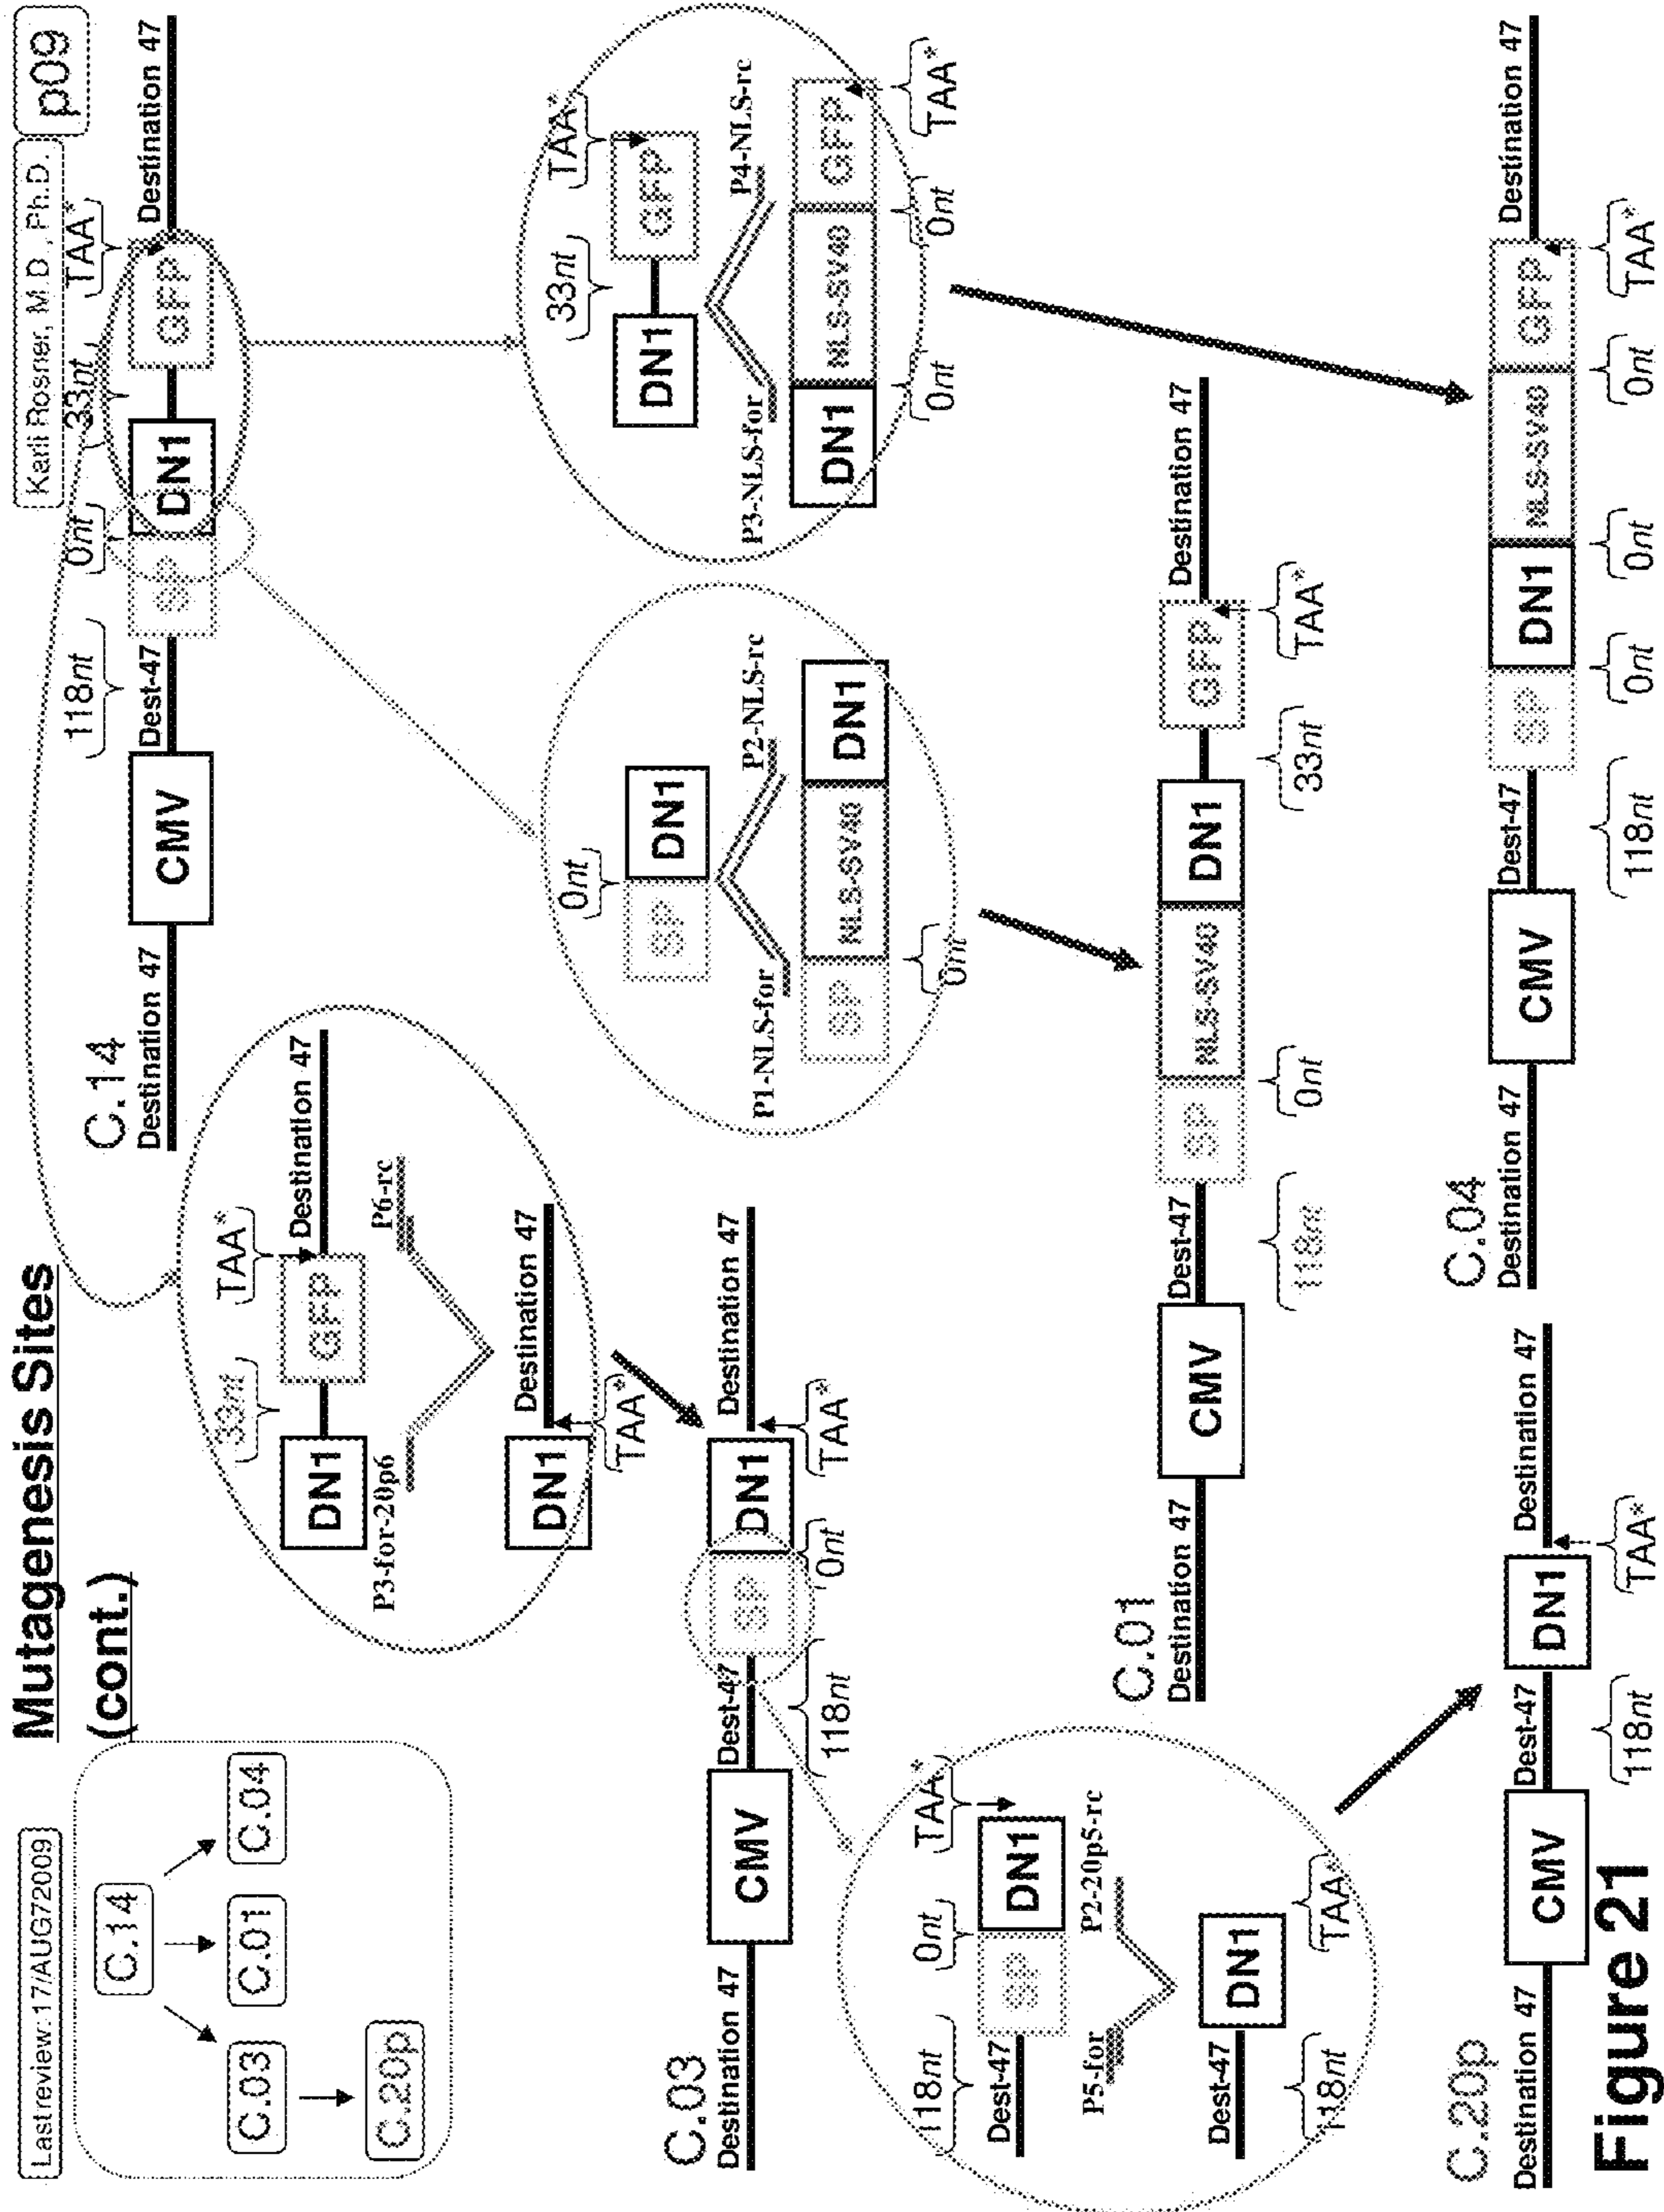 Mutagenesis Sites
(cont.)
Last review: 17/AUG72009
Karli Rosner, M.D., Ph.D.
p09
C.14
C.03
C.01
C.04
C.20p
C.14
118nt
0nt
33nt
TAA*
Destination 47
CMV
Dest-47
SP
DN1
GFP
Destination 47
33nt
TAA*
DN1
GFP
Destination 47
P3-for-20p6
P6-rc
DN1
Destination 47
TAA*
0nt
SP
DN1
P1-NLS-for
P2-NLS-rc
SP
NLS-SV40
DN1
0nt
33nt
TAA*
DN1
GFP
P3-NLS-for
P4-NLS-rc
DN1
NLS-SV40
GFP
0nt
0nt
TAA*
C.03
Destination 47
CMV
Dest-47
SP
DN1
Destination 47
118nt
0nt
TAA*
118nt
0nt
TAA*
Dest-47
SP
DN1
P5-for
P2-20p5-rc
Dest-47
DN1
118nt
TAA*
C.01
Destination 47
CMV
Dest-47
SP
NLS-SV40
DN1
GFP
Destination 47
118nt
0nt
33nt
TAA*
C.20p
Destination 47
CMV
Dest-47
DN1
Destination 47
118nt
TAA*
C.04
Destination 47
CMV
Dest-47
SP
DN1
NLS-SV40
GFP
Destination 47
118nt
0nt
0nt
0nt
TAA*
Figure 21